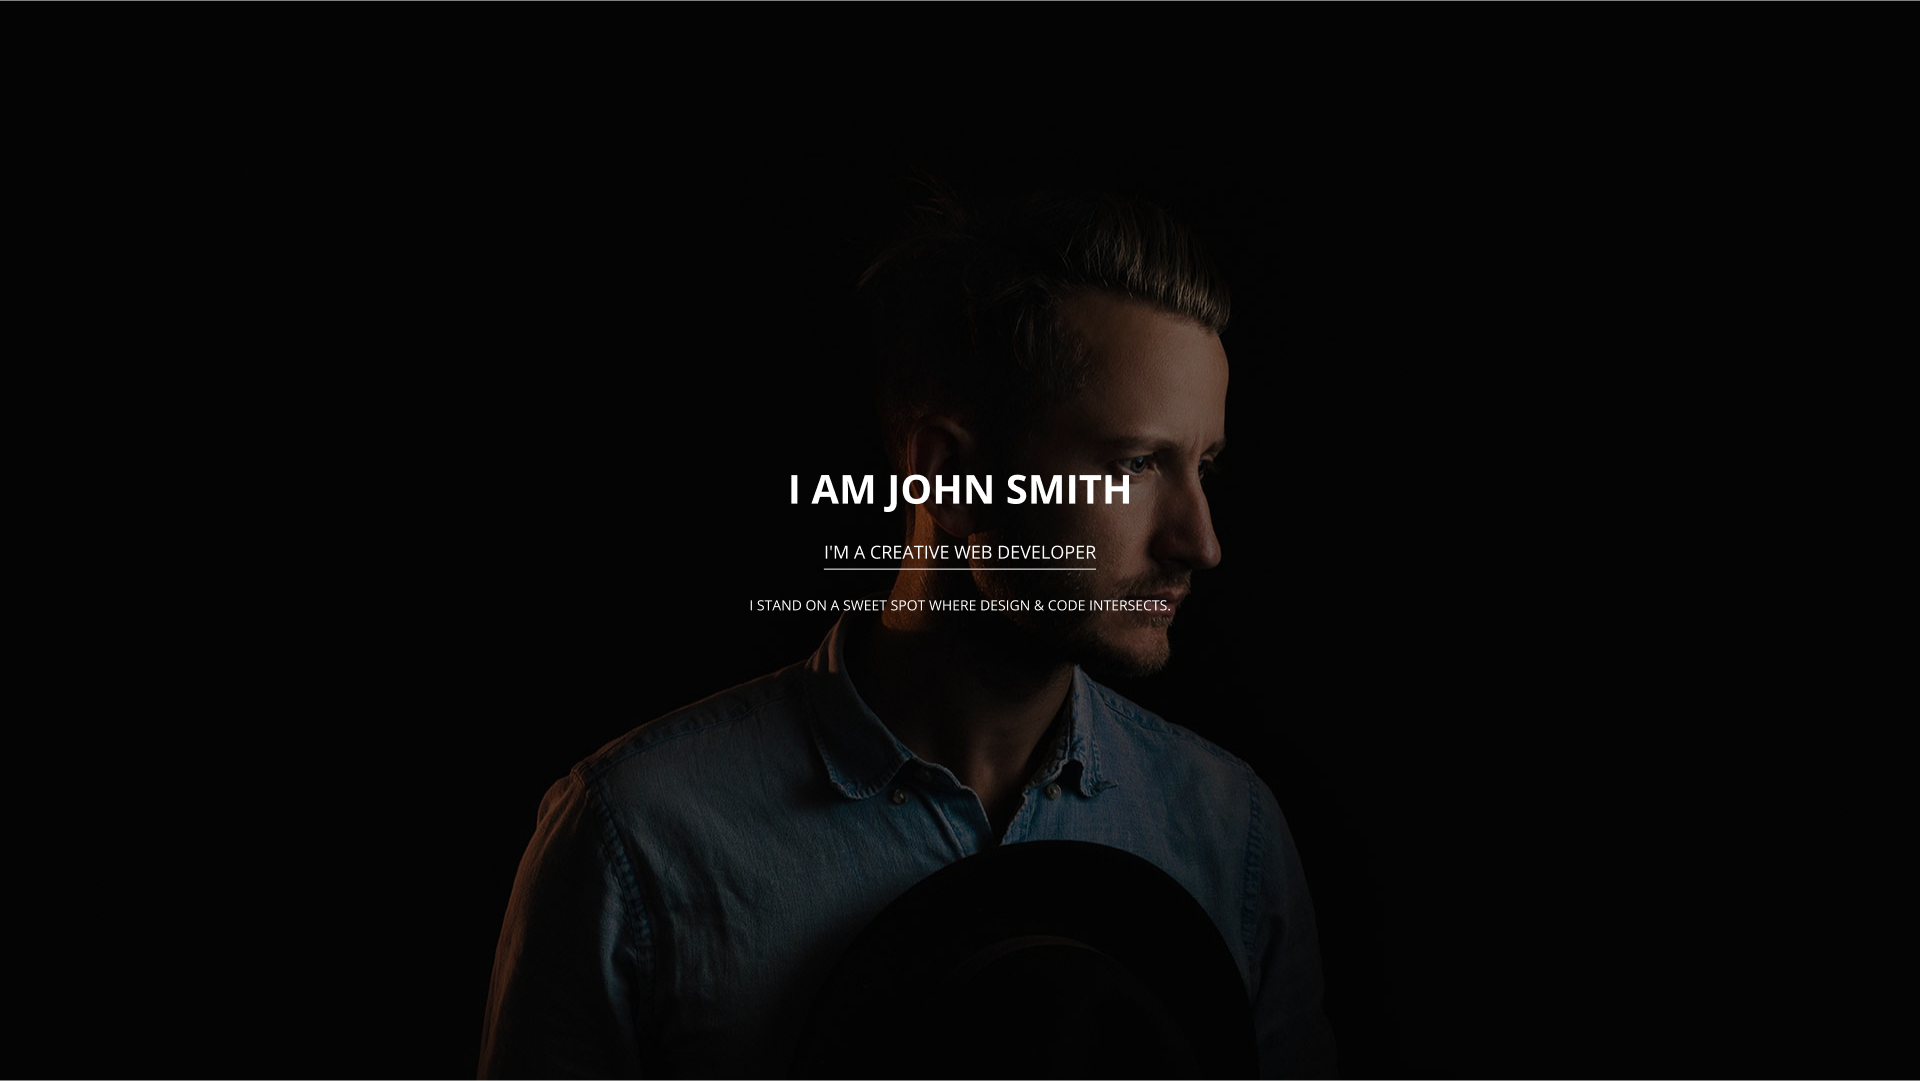 I AM JOHN SMITH
I'M A CREATIVE WEB DEVELOPER
I STAND ON A SWEET SPOT WHERE DESIGN & CODE INTERSECTS.